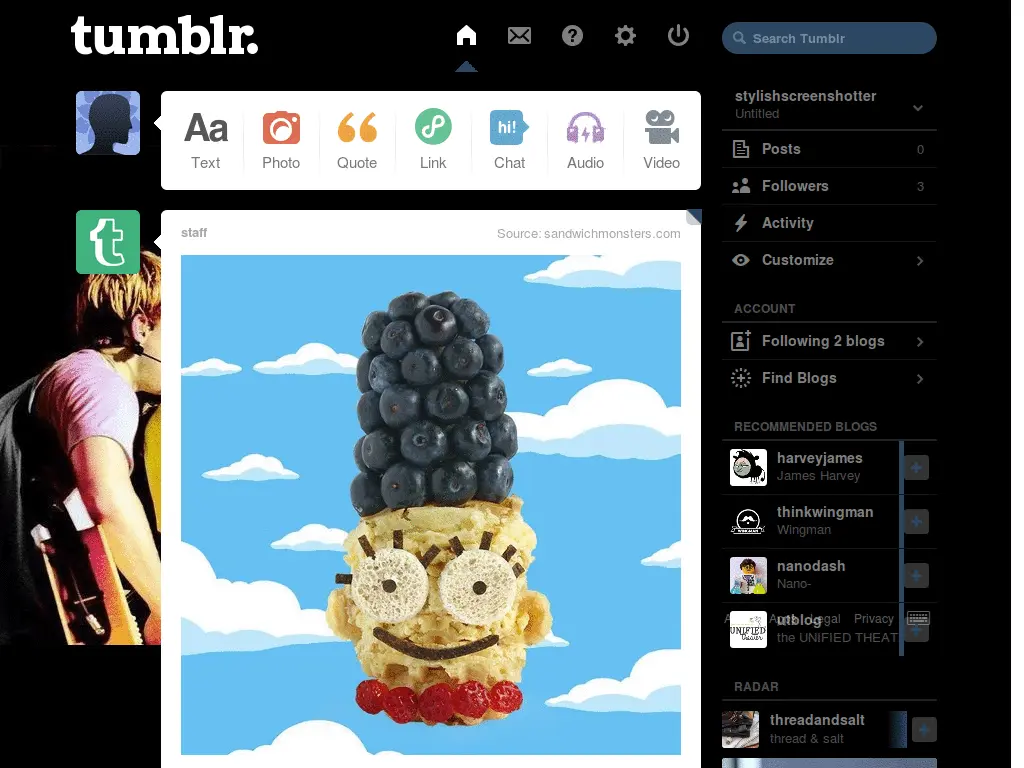 tumblr.
Search Tumblr
Aa
hi!
Text
Photo
Quote
Link
Chat
Audio
Video
staff
Source: sandwichmonsters.com
stylishscreenshotter
Untitled
Posts
0
Followers
3
Activity
Customize
ACCOUNT
Following 2 blogs
Find Blogs
RECOMMENDED BLOGS
harveyjames
James Harvey
thinkwingman
Wingman
nanodash
Nano-
Legal
Privacy
utblog
UNIFIED
theater
the UNIFIED THEAT
RADAR
threadandsalt
thread & salt